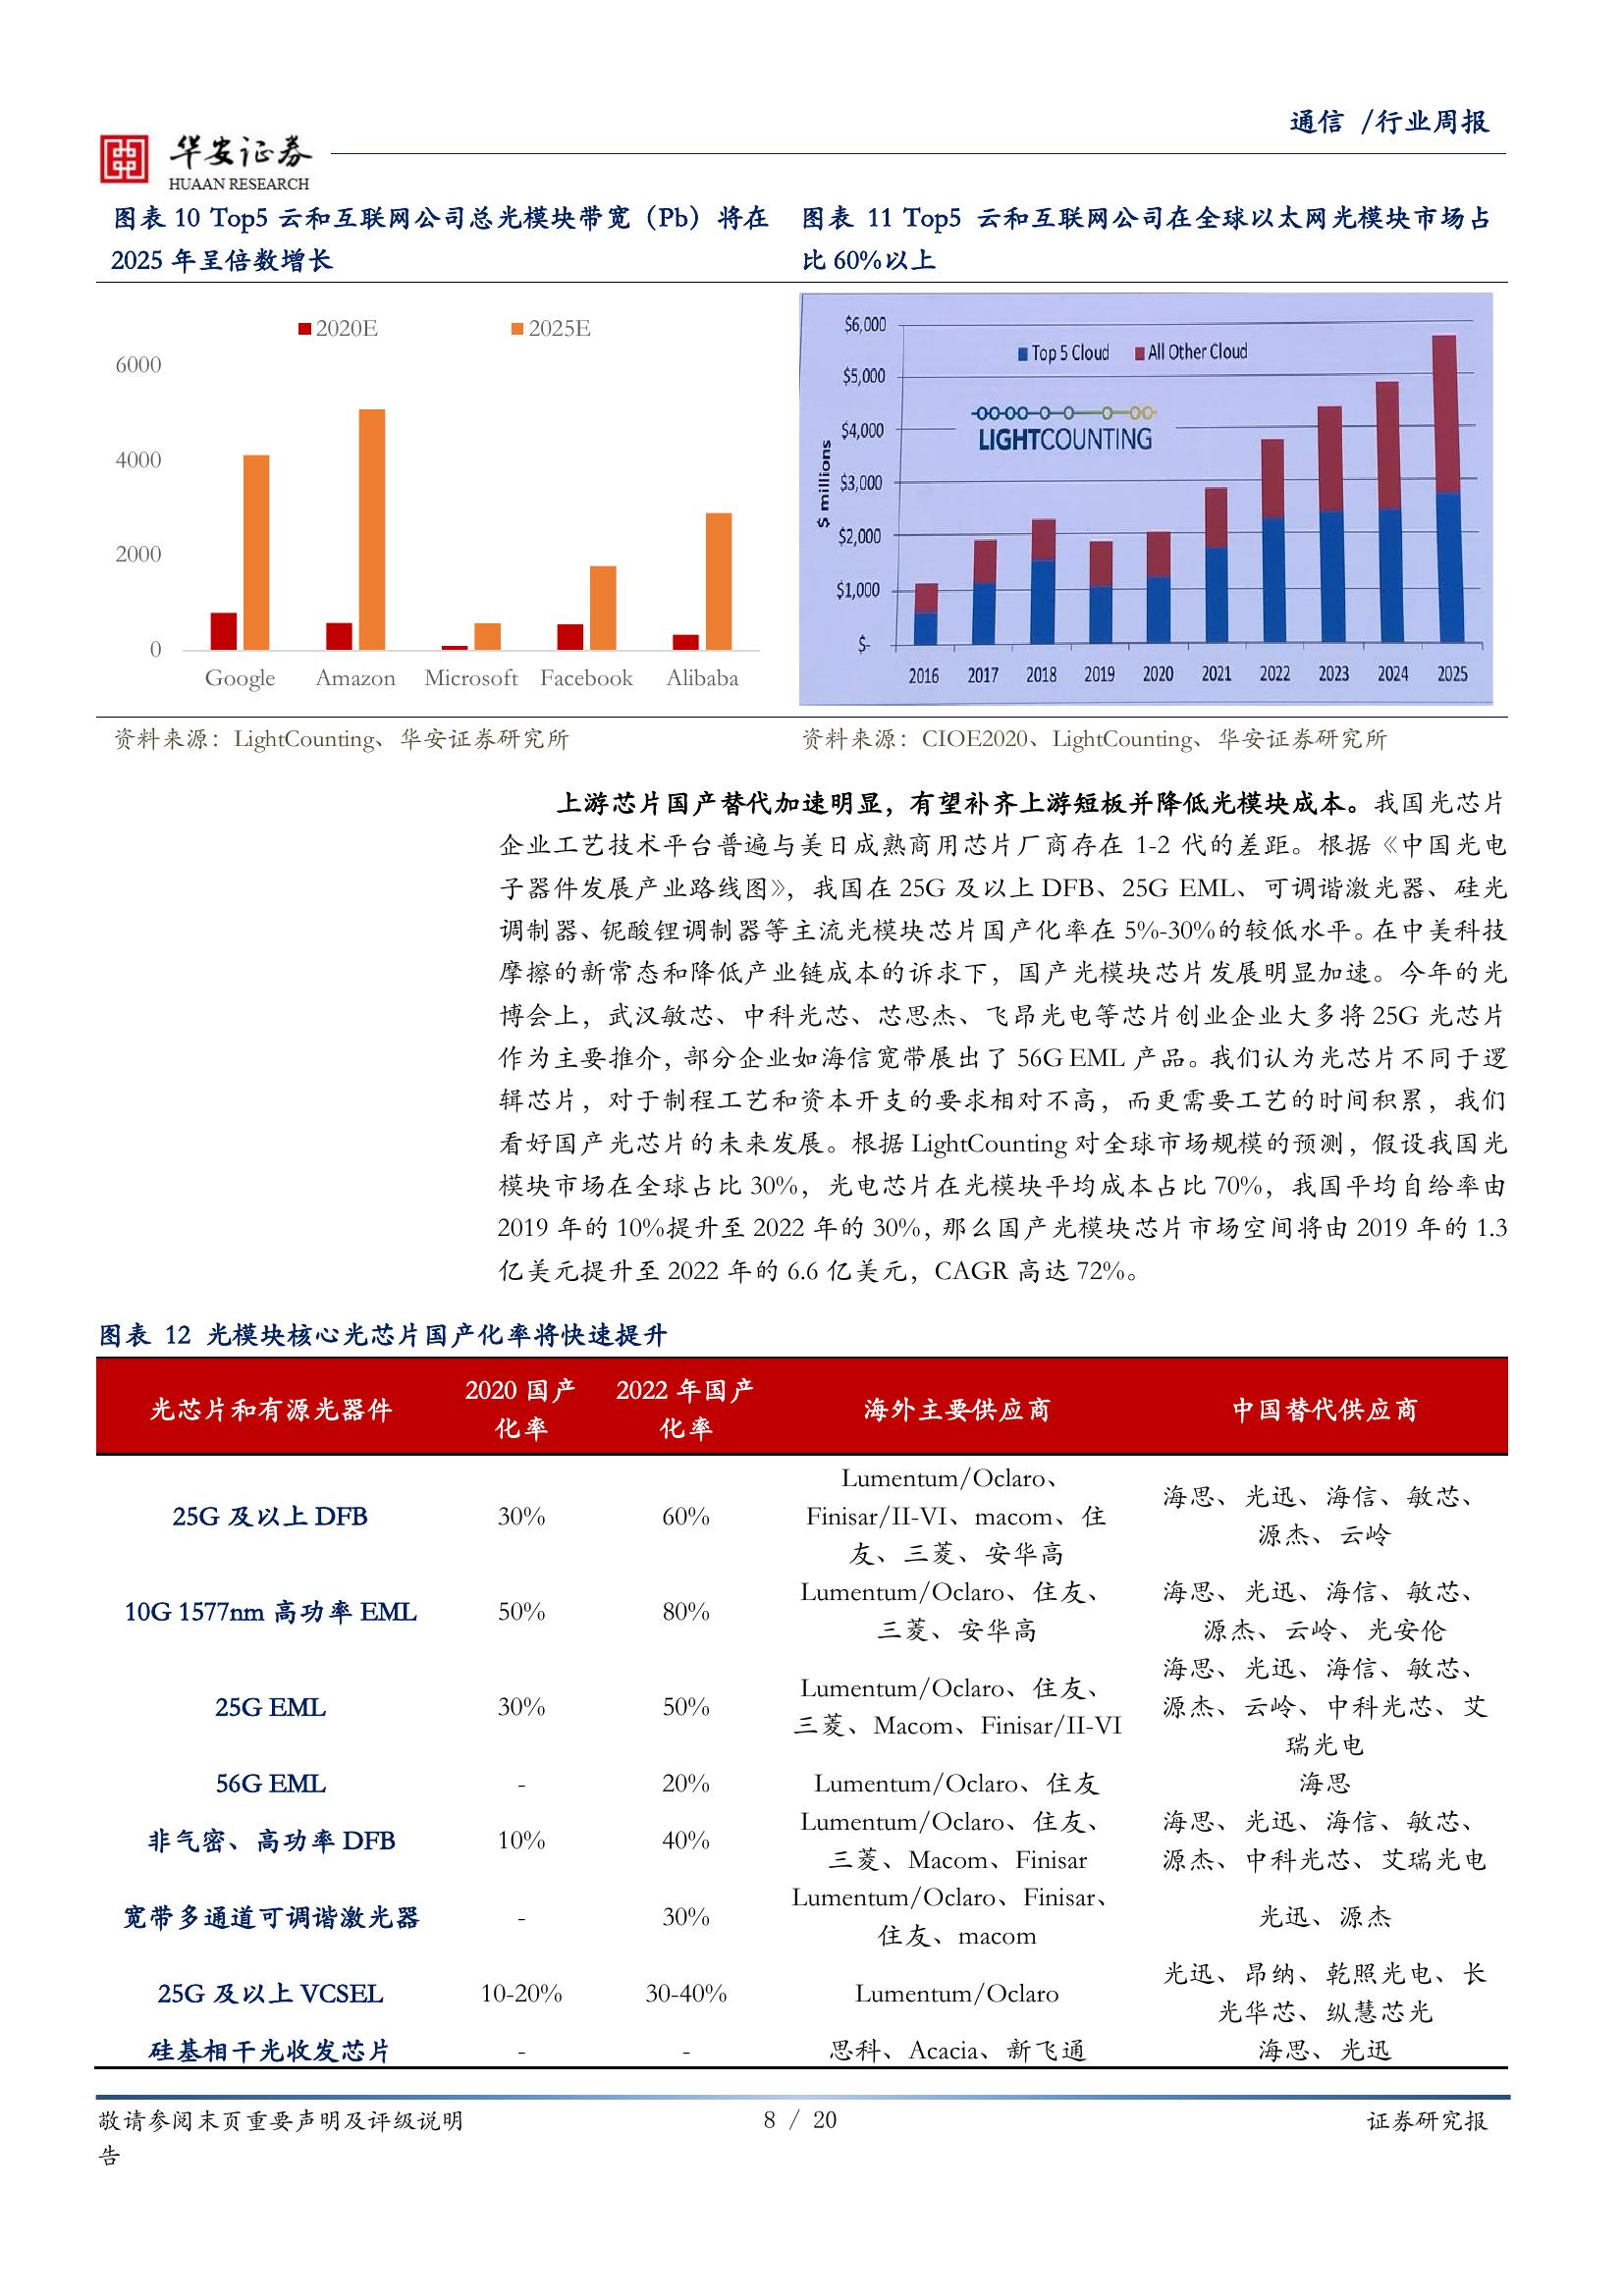 通信 /行业周报
华安证券
HUAAN RESEARCH
图表 10 Top5 云和互联网公司总光模块带宽（Pb）将在
2025 年呈倍数增长
2020E 2025E
6000
4000
2000
0
Google Amazon Microsoft Facebook Alibaba
资料来源：LightCounting、华安证券研究所
图表 11 Top5 云和互联网公司在全球以太网光模块市场占
比 60%以上
$6,000
$5,000
$4,000
$3,000
$2,000
$1,000
$-
$ millions
Top 5 Cloud All Other Cloud
LIGHTCOUNTING
2016 2017 2018 2019 2020 2021 2022 2023 2024 2025
资料来源：CIOE2020、LightCounting、华安证券研究所
上游芯片国产替代加速明显，有望补齐上游短板并降低光模块成本。我国光芯片
企业工艺技术平台普遍与美日成熟商用芯片厂商存在 1-2 代的差距。根据《中国光电
子器件发展产业路线图》，我国在 25G 及以上 DFB、25G EML、可调谐激光器、硅光
调制器、铌酸锂调制器等主流光模块芯片国产化率在 5%-30%的较低水平。在中美科技
摩擦的新常态和降低产业链成本的诉求下，国产光模块芯片发展明显加速。今年的光
博会上，武汉敏芯、中科光芯、芯思杰、飞昂光电等芯片创业企业大多将 25G 光芯片
作为主要推介，部分企业如海信宽带展出了 56G EML 产品。我们认为光芯片不同于逻
辑芯片，对于制程工艺和资本开支的要求相对不高，而更需要工艺的时间积累，我们
看好国产光芯片的未来发展。根据 LightCounting 对全球市场规模的预测，假设我国光
模块市场在全球占比 30%，光电芯片在光模块平均成本占比 70%，我国平均自给率由
2019 年的 10%提升至 2022 年的 30%，那么国产光模块芯片市场空间将由 2019 年的 1.3
亿美元提升至 2022 年的 6.6 亿美元，CAGR 高达 72%。
图表 12 光模块核心光芯片国产化率将快速提升
光芯片和有源光器件 2020 国产化率 2022 年国产化率 海外主要供应商 中国替代供应商
25G 及以上 DFB 30% 60% Lumentum/Oclaro、Finisar/II-VI、macom、住友、三菱、安华高 海思、光迅、海信、敏芯、源杰、云岭
10G 1577nm 高功率 EML 50% 80% Lumentum/Oclaro、住友、三菱、安华高 海思、光迅、海信、敏芯、源杰、云岭、光安伦
25G EML 30% 50% Lumentum/Oclaro、住友、三菱、Macom、Finisar/II-VI 海思、光迅、海信、敏芯、源杰、云岭、中科光芯、艾瑞光电
56G EML - 20% Lumentum/Oclaro、住友 海思
非气密、高功率 DFB 10% 40% Lumentum/Oclaro、住友、三菱、Macom、Finisar 海思、光迅、海信、敏芯、源杰、中科光芯、艾瑞光电
宽带多通道可调谐激光器 - 30% Lumentum/Oclaro、Finisar、住友、macom 光迅、源杰
25G 及以上 VCSEL 10-20% 30-40% Lumentum/Oclaro 光迅、昂纳、乾照光电、长光华芯、纵慧芯光
硅基相干光收发芯片 - - 思科、Acacia、新飞通 海思、光迅
敬请参阅末页重要声明及评级说明 8 / 20 证券研究报
告